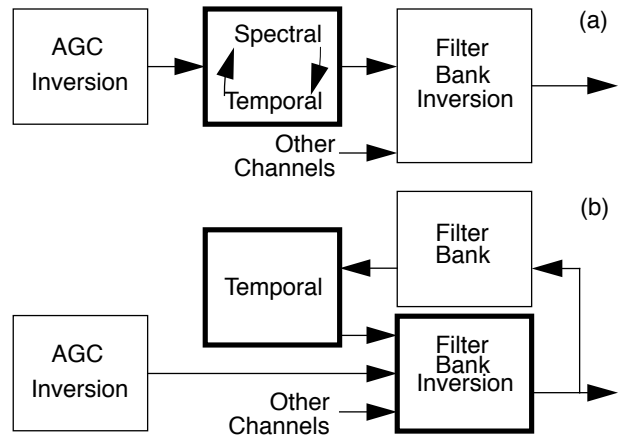 (a)
AGC
Inversion
Spectral
Temporal
Filter
Bank
Inversion
Other
Channels
(b)
Filter
Bank
Temporal
AGC
Inversion
Filter
Bank
Inversion
Other
Channels